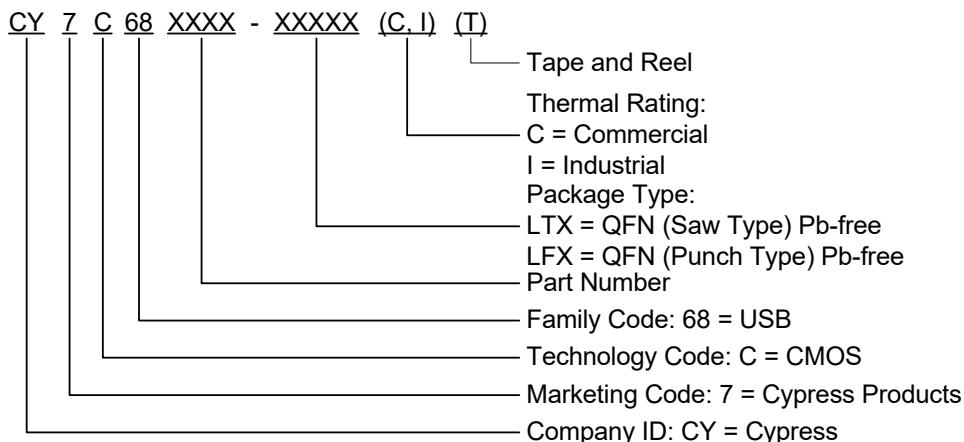 CY 7 C 68 XXXX - XXXXX (C, I) (T)
Tape and Reel
Thermal Rating:
C = Commercial
I = Industrial
Package Type:
LTX = QFN (Saw Type) Pb-free
LFX = QFN (Punch Type) Pb-free
Part Number
Family Code: 68 = USB
Technology Code: C = CMOS
Marketing Code: 7 = Cypress Products
Company ID: CY = Cypress